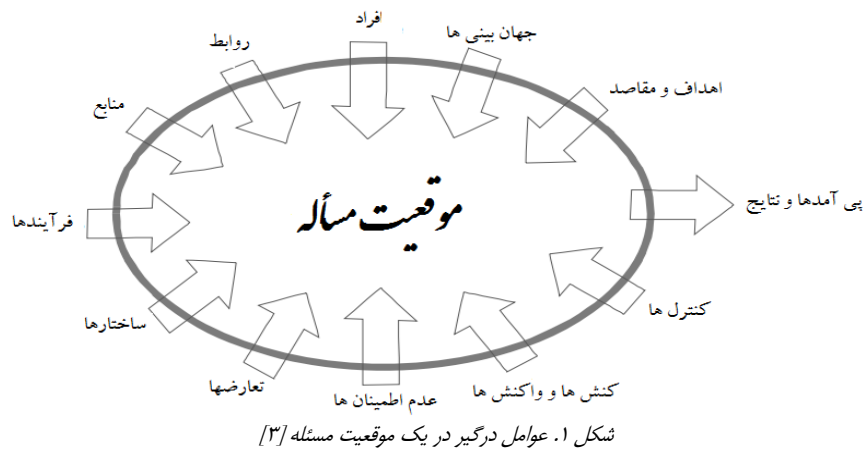 افراد
جهان بینی ها
روابط
اهداف و مقاصد
منابع
پی آمدها و نتایج
موقعیت مسأله
فرآیندها
کنترل ها
ساختارها
کنش ها و واکنش ها
تعارضها
عدم اطمینان ها
شکل ۱. عوامل درگیر در یک موقعیت مسئله [۳]